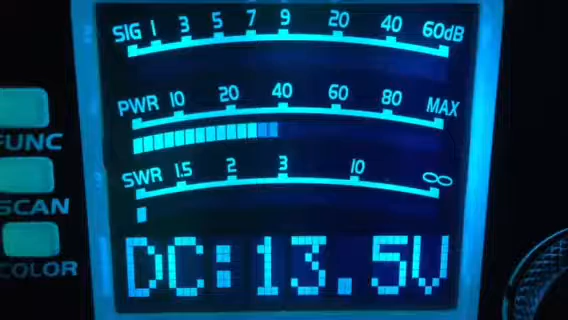 SIG 1 3 5 7 9 20 40 60dB
PWR 10 20 40 60 80 MAX
FUNC
SWR 1.5 2 3 10 ∞
SCAN
DC:13.5V
COLOR